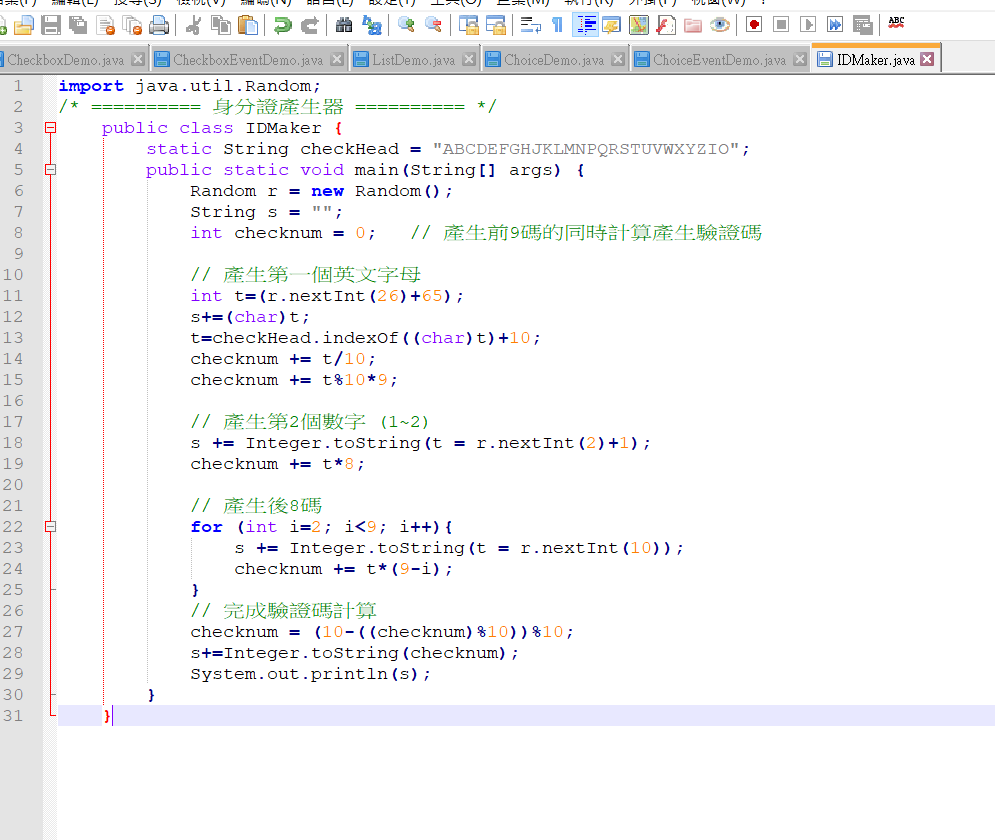 CheckboxDemo.java CheckboxEventDemo.java ListDemo.java ChoiceDemo.java ChoiceEventDemo.java IDMaker.java
1 import java.util.Random;
2 /* ========== 身分證產生器 ========== */
3 public class IDMaker {
4 static String checkHead = "ABCDEFGHJKLMNPQRSTUVWXYZIO";
5 public static void main(String[] args) {
6 Random r = new Random();
7 String s = "";
8 int checknum = 0; // 產生前9碼的同時計算產生驗證碼
9
10 // 產生第一個英文字母
11 int t=(r.nextInt(26)+65);
12 s+=(char)t;
13 t=checkHead.indexOf((char)t)+10;
14 checknum += t/10;
15 checknum += t%10*9;
16
17 // 產生第2個數字 (1~2)
18 s += Integer.toString(t = r.nextInt(2)+1);
19 checknum += t*8;
20
21 // 產生後8碼
22 for (int i=2; i<9; i++){
23 s += Integer.toString(t = r.nextInt(10));
24 checknum += t*(9-i);
25 }
26 // 完成驗證碼計算
27 checknum = (10-((checknum)%10))%10;
28 s+=Integer.toString(checknum);
29 System.out.println(s);
30 }
31 }